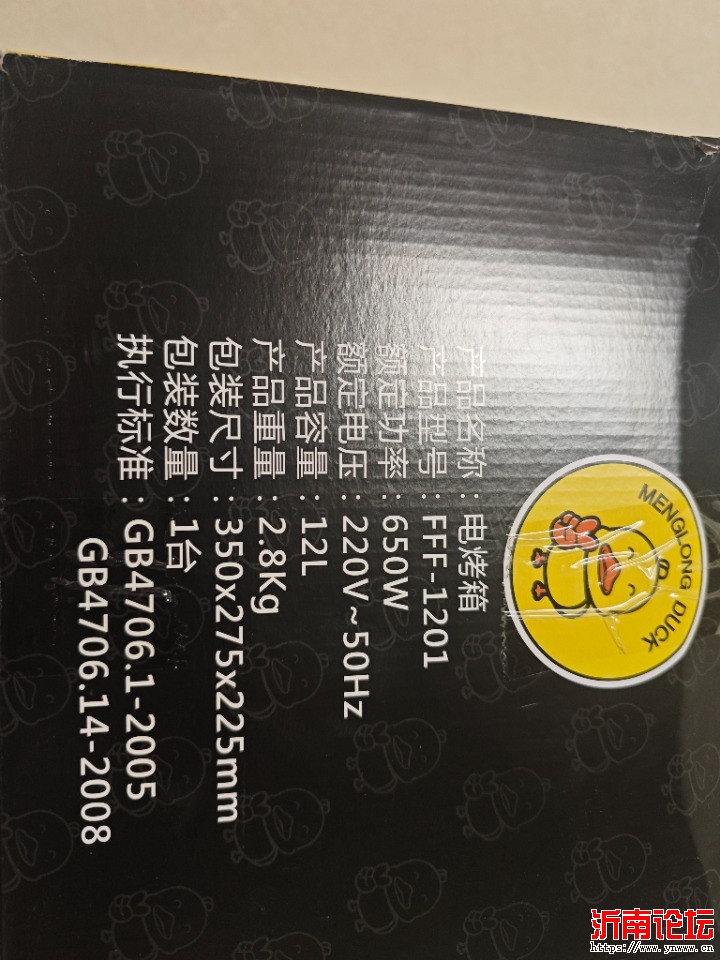 MENGLONG DUCK
产品名称：电烤箱
产品型号：FFF-1201
额定功率：650W
额定电压：220V~50Hz
产品容量：12L
产品重量：2.8Kg
包装尺寸：350x275x225mm
包装数量：1台
执行标准：GB4706.1-2005
GB4706.14-2008
沂南论坛
https://www.ynwww.cn